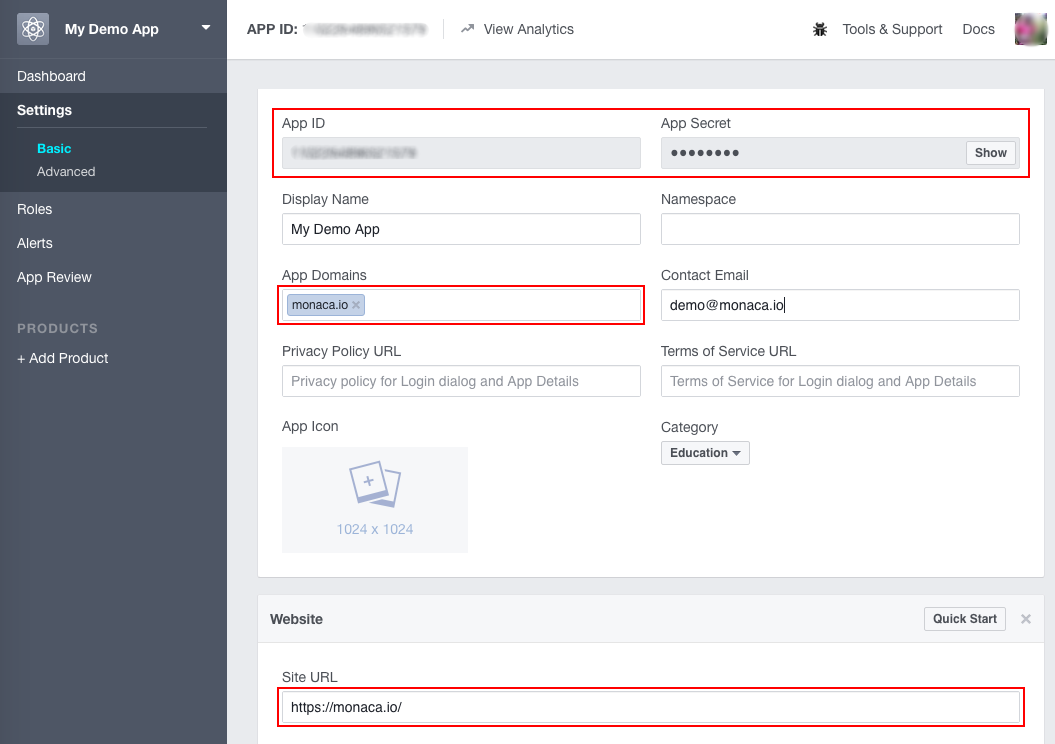 My Demo App
APP ID:
View Analytics
Tools & Support
Docs
Dashboard
Settings
Basic
Advanced
Roles
Alerts
App Review
PRODUCTS
+ Add Product
App ID
App Secret
●●●●●●●●
Show
Display Name
Namespace
My Demo App
App Domains
Contact Email
monaca.io ×
demo@monaca.io
Privacy Policy URL
Terms of Service URL
Privacy policy for Login dialog and App Details
Terms of Service for Login dialog and App Details
App Icon
Category
Education
1024 x 1024
Website
Quick Start
×
Site URL
https://monaca.io/